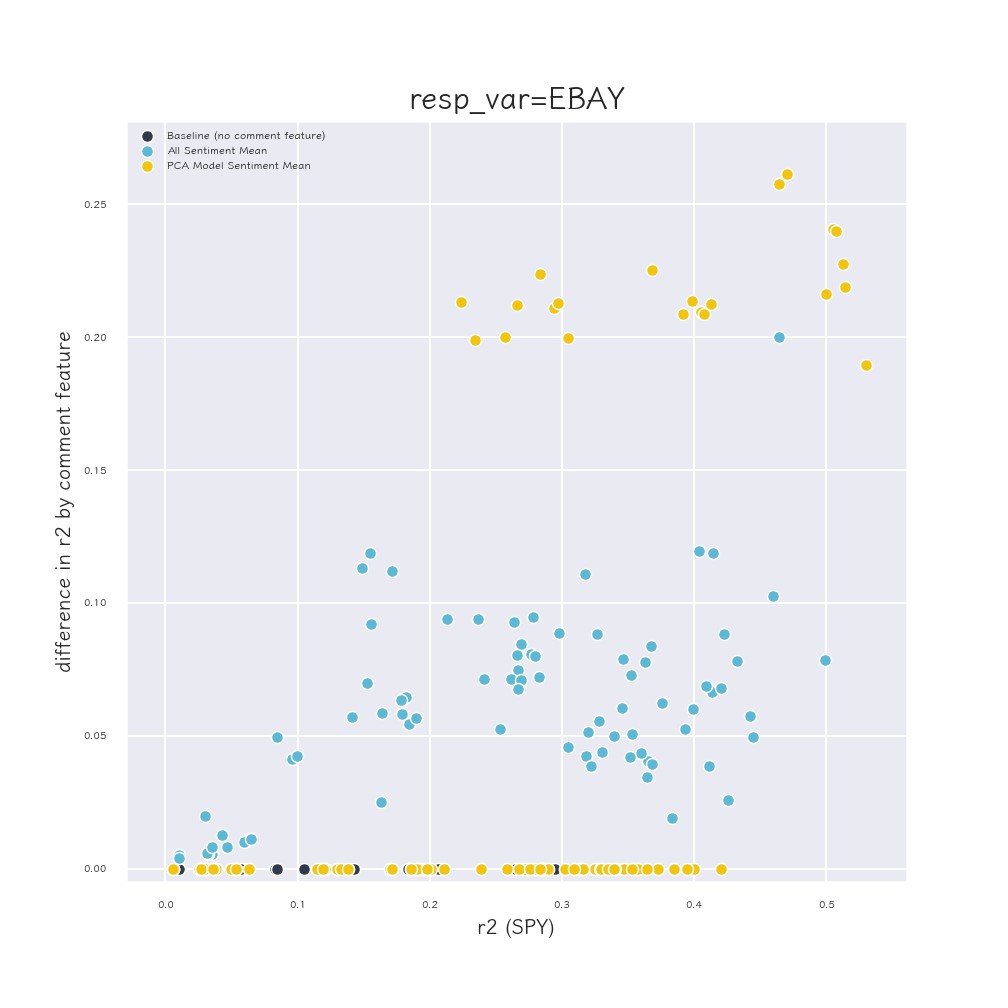 resp_var=EBAY
Baseline (no comment feature)
All Sentiment Mean
PCA Model Sentiment Mean
difference in r2 by comment feature
0.25
0.20
0.15
0.10
0.05
0.00
0.0 0.1 0.2 0.3 0.4 0.5
r2 (SPY)